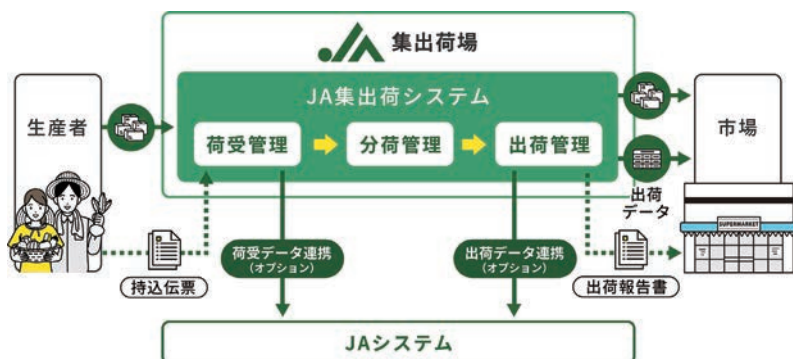 JA 集出荷場
JA集出荷システム
生産者
荷受管理
分荷管理
出荷管理
市場
出荷
データ
SUPERMARKET
荷受データ連携
（オプション）
出荷データ連携
（オプション）
持込伝票
出荷報告書
JAシステム